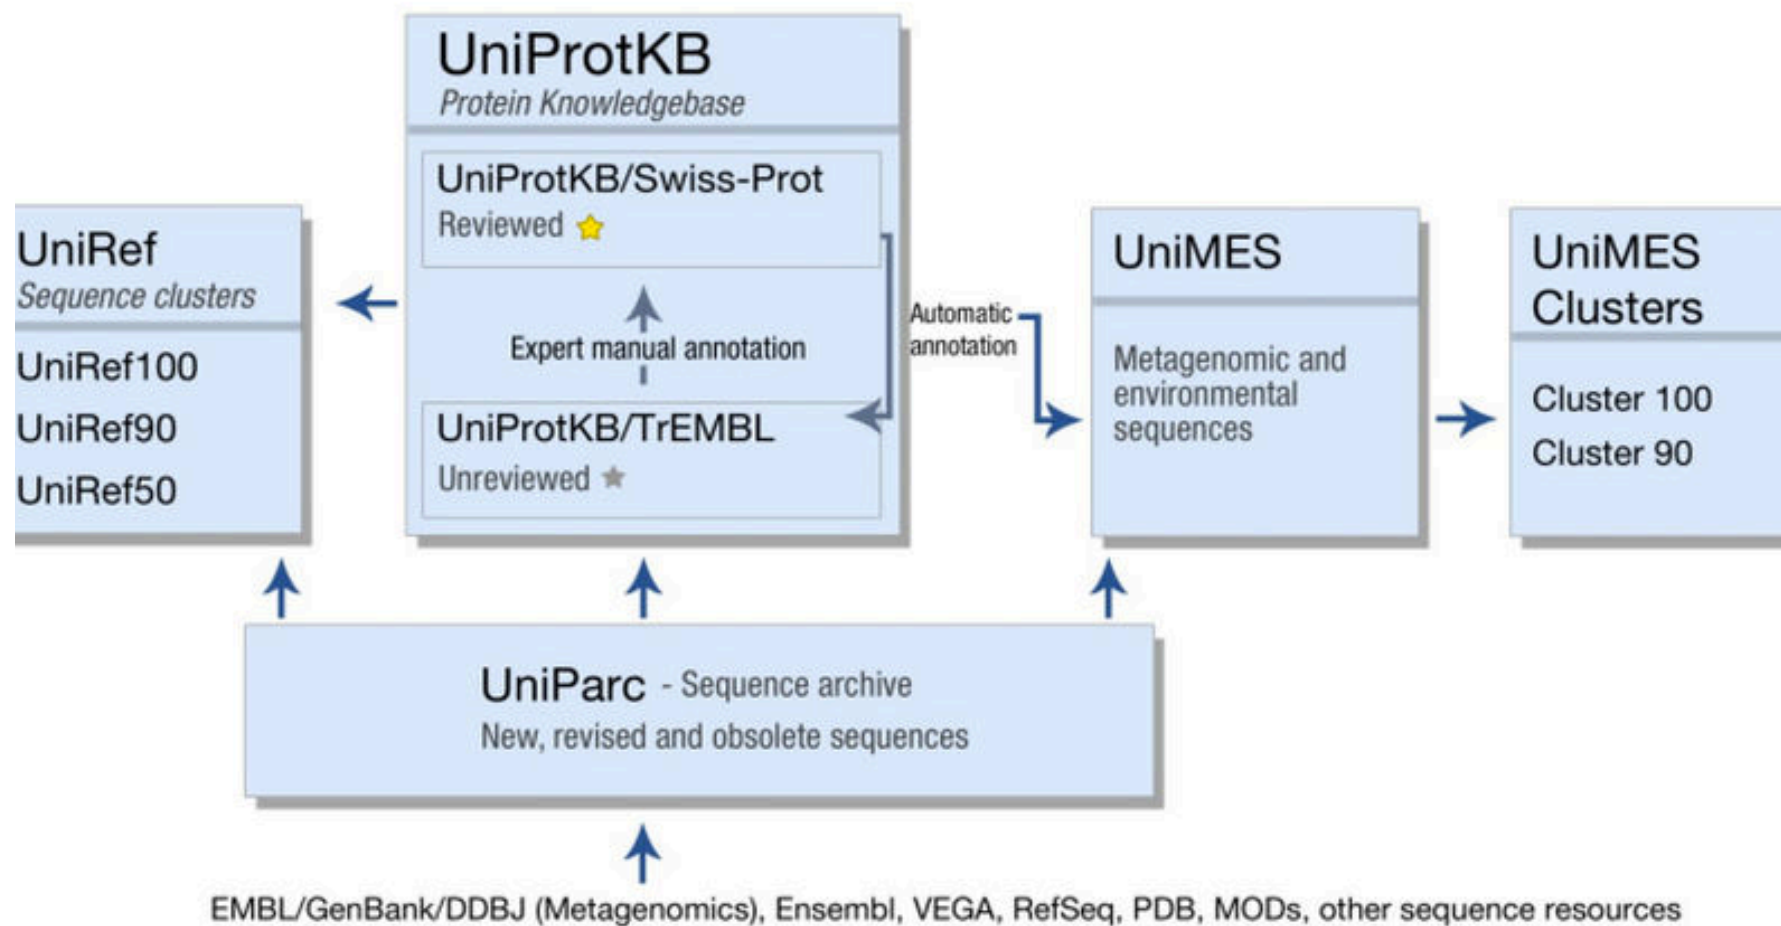 UniProtKB
Protein Knowledgebase
UniProtKB/Swiss-Prot
Reviewed
Expert manual annotation
UniProtKB/TrEMBL
Unreviewed
UniRef
Sequence clusters
UniRef100
UniRef90
UniRef50
Automatic
annotation
UniMES
Metagenomic and
environmental
sequences
UniMES
Clusters
Cluster 100
Cluster 90
UniParc - Sequence archive
New, revised and obsolete sequences
EMBL/GenBank/DDBJ (Metagenomics), Ensembl, VEGA, RefSeq, PDB, MODs, other sequence resources